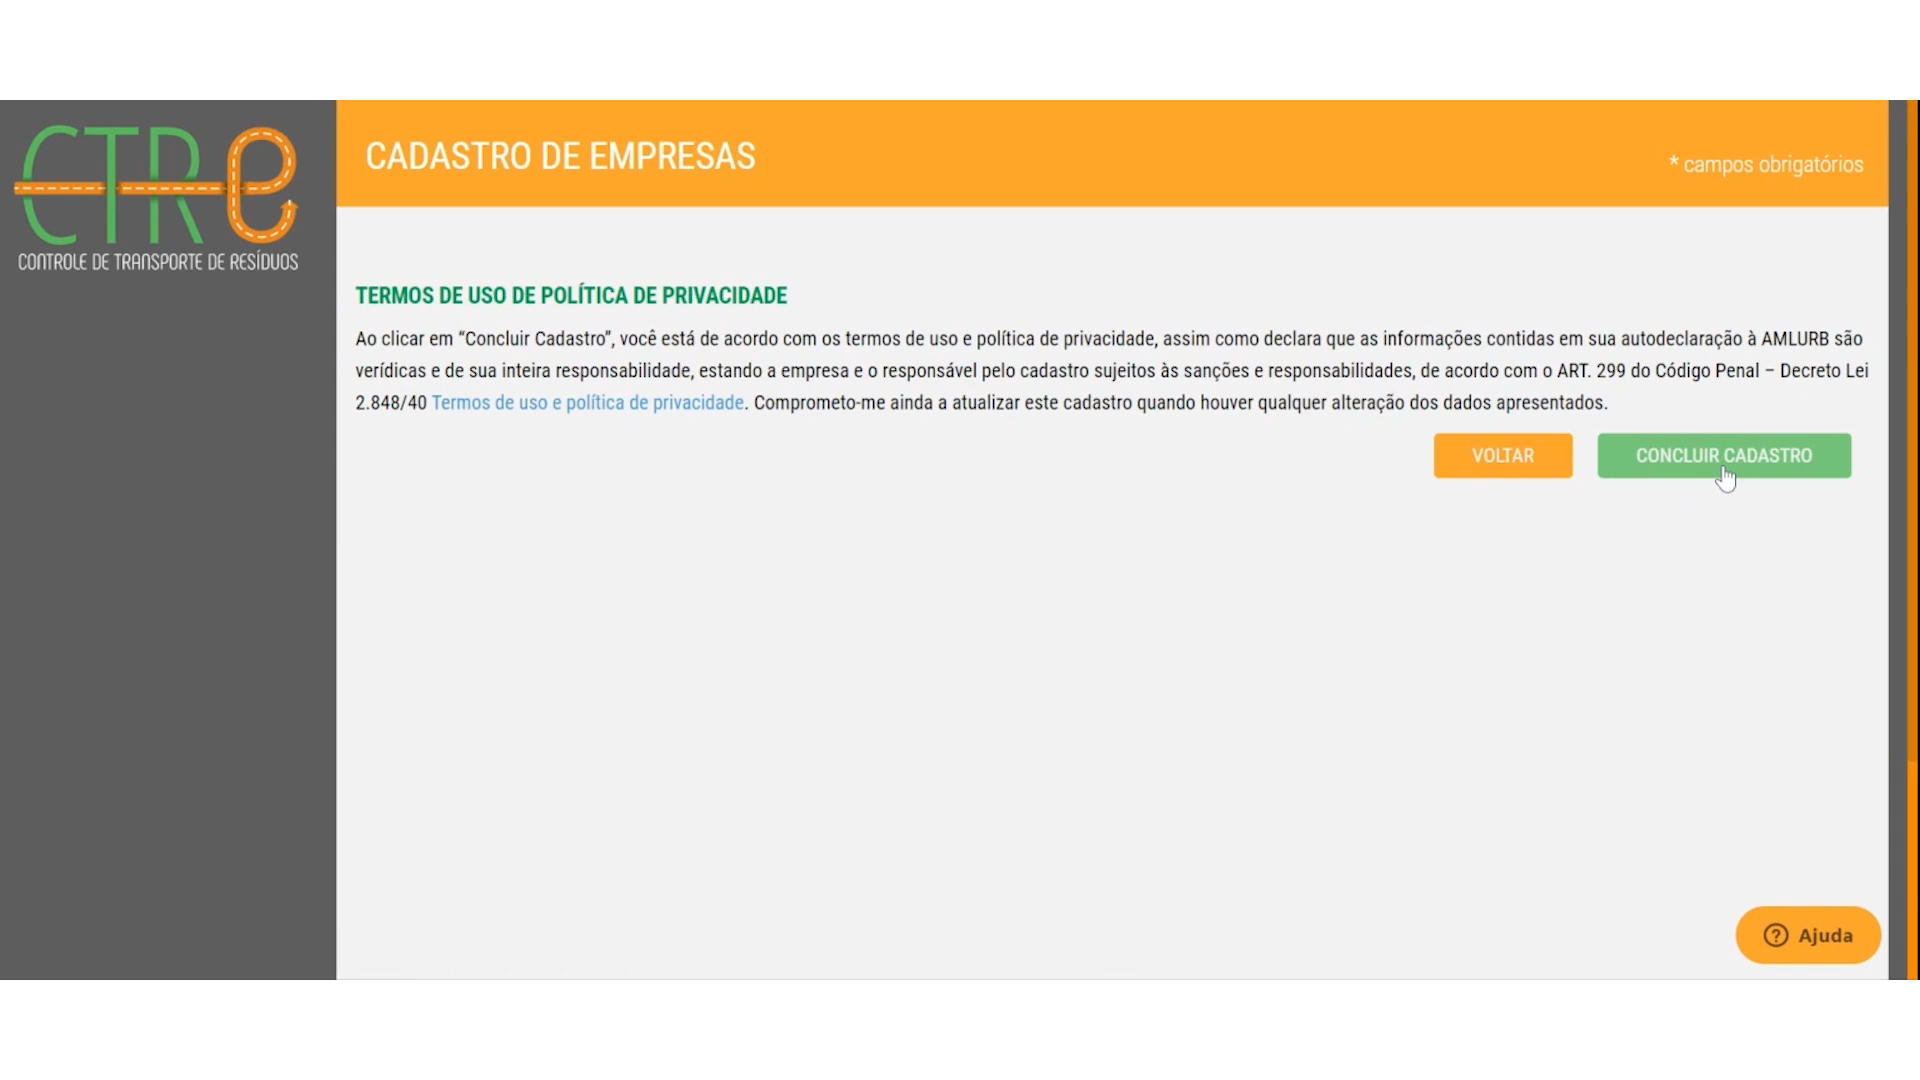 CTRe
CONTROLE DE TRANSPORTE DE RESÍDUOS
CADASTRO DE EMPRESAS
* campos obrigatórios
TERMOS DE USO DE POLÍTICA DE PRIVACIDADE
Ao clicar em “Concluir Cadastro”, você está de acordo com os termos de uso e política de privacidade, assim como declara que as informações contidas em sua autodeclaração à AMLURB são
verídicas e de sua inteira responsabilidade, estando a empresa e o responsável pelo cadastro sujeitos às sanções e responsabilidades, de acordo com o ART. 299 do Código Penal – Decreto Lei
2.848/40 Termos de uso e política de privacidade. Comprometo-me ainda a atualizar este cadastro quando houver qualquer alteração dos dados apresentados.
VOLTAR
CONCLUIR CADASTRO
? Ajuda